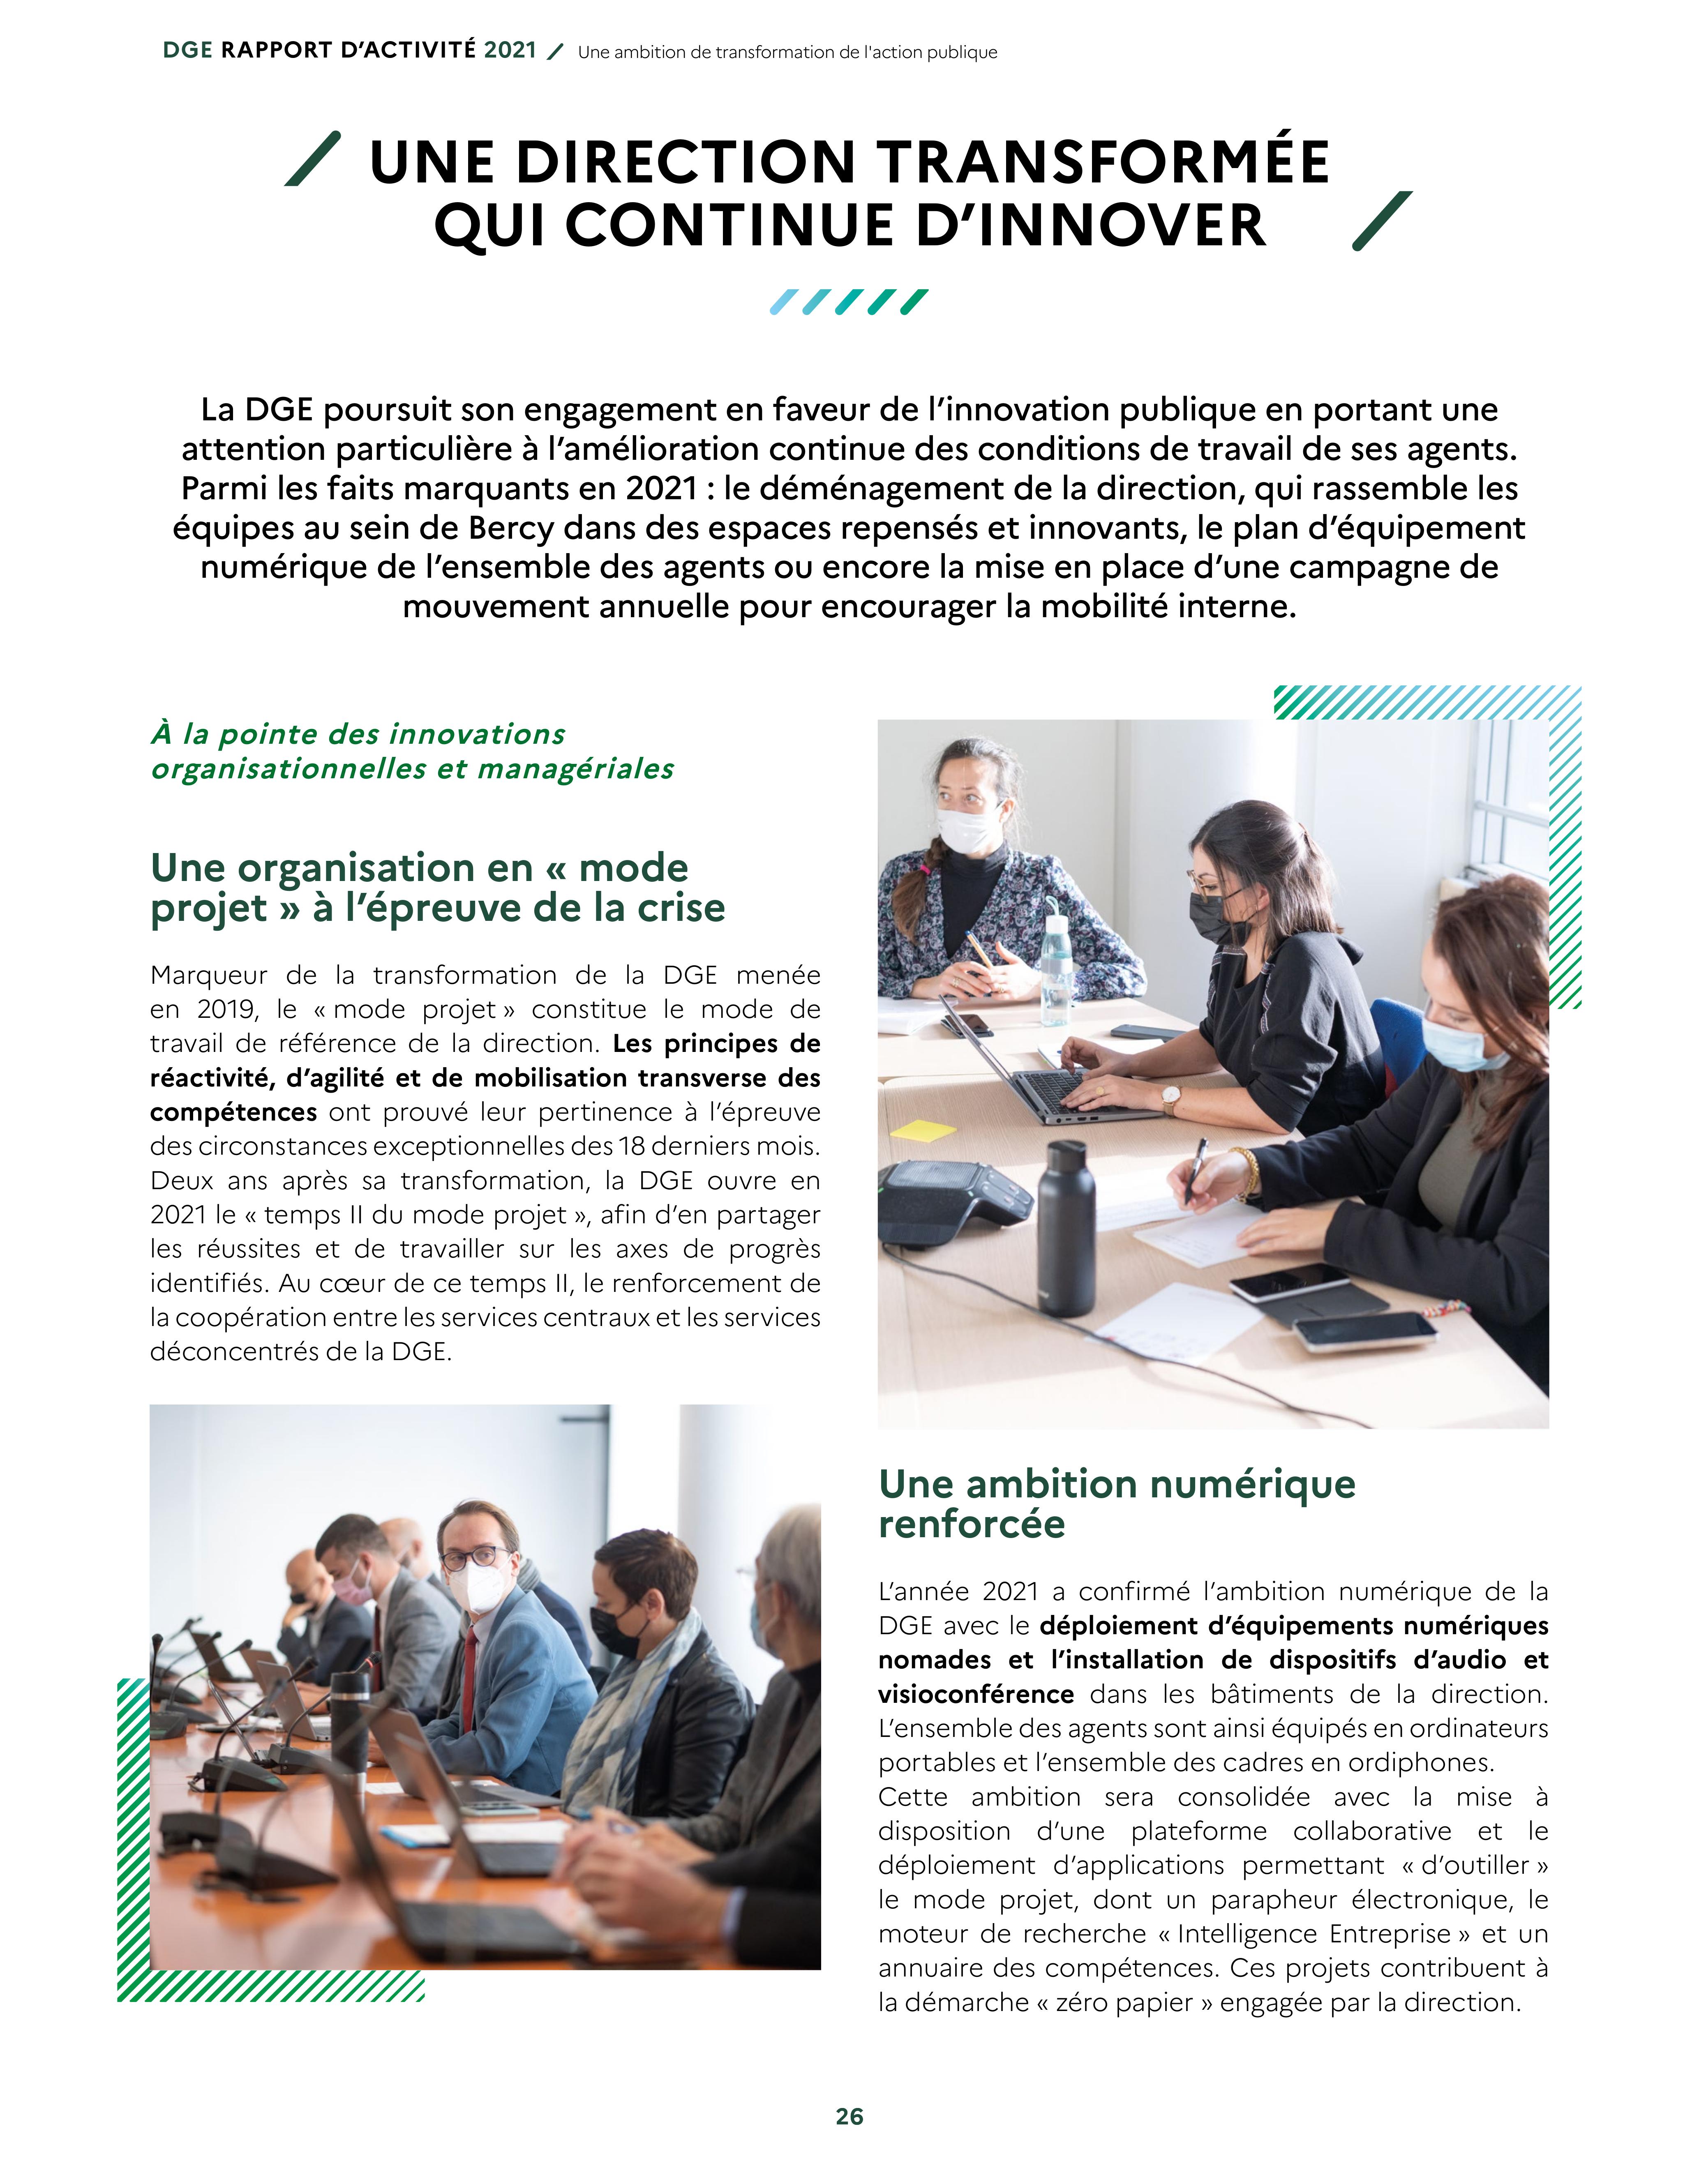 DGE RAPPORT D'ACTIVITÉ 2021 / Une ambition de transformation de l'action publique
UNE DIRECTION TRANSFORMÉE
QUI CONTINUE D'INNOVER
La DGE poursuit son engagement en faveur de l'innovation publique en portant une
attention particulière à l'amélioration continue des conditions de travail de ses agents.
Parmi les faits marquants en 2021 : le déménagement de la direction, qui rassemble les
équipes au sein de Bercy dans des espaces repensés et innovants, le plan d'équipement
numérique de l'ensemble des agents ou encore la mise en place d'une campagne de
mouvement annuelle pour encourager la mobilité interne.
À la pointe des innovations
organisationnelles et managériales
Une organisation en « mode
projet » à l'épreuve de la crise
Marqueur de la transformation de la DGE menée
en 2019, le « mode projet » constitue le mode de
travail de référence de la direction. Les principes de
réactivité, d'agilité et de mobilisation transverse des
compétences ont prouvé leur pertinence à l'épreuve
des circonstances exceptionnelles des 18 derniers mois.
Deux ans après sa transformation, la DGE ouvre en
2021 le « temps II du mode projet », afin d'en partager
les réussites et de travailler sur les axes de progrès
identifiés. Au cœur de ce temps II, le renforcement de
la coopération entre les services centraux et les services
déconcentrés de la DGE.
Une ambition numérique
renforcée
L'année 2021 a confirmé l'ambition numérique de la
DGE avec le déploiement d'équipements numériques
nomades et l'installation de dispositifs d'audio et
visioconférence dans les bâtiments de la direction.
L'ensemble des agents sont ainsi équipés en ordinateurs
portables et l'ensemble des cadres en ordiphones.
Cette ambition sera consolidée avec la mise à
disposition d'une plateforme collaborative et le
déploiement d'applications permettant « d'outiller »
le mode projet, dont un parapheur électronique, le
moteur de recherche « Intelligence Entreprise » et un
annuaire des compétences. Ces projets contribuent à
la démarche « zéro papier » engagée par la direction.
26